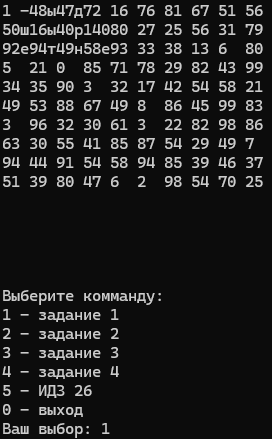 1 -48ы47д72 16 76 81 67 51 56
50ш16ы40р14080 27 25 56 31 79
92е94т49н58е93 33 38 13 6  80
5  21 0  85 71 78 29 82 43 99
34 35 90 3  32 17 42 54 58 21
49 53 88 67 49 8  86 45 99 83
3  96 32 30 61 3  22 82 98 86
63 30 55 41 85 87 54 29 49 7
94 44 91 54 58 94 85 39 46 37
51 39 80 47 6  2  98 54 70 25
Выберите комманду:
1 - задание 1
2 - задание 2
3 - задание 3
4 - задание 4
5 - ИДЗ 26
0 - выход
Ваш выбор: 1